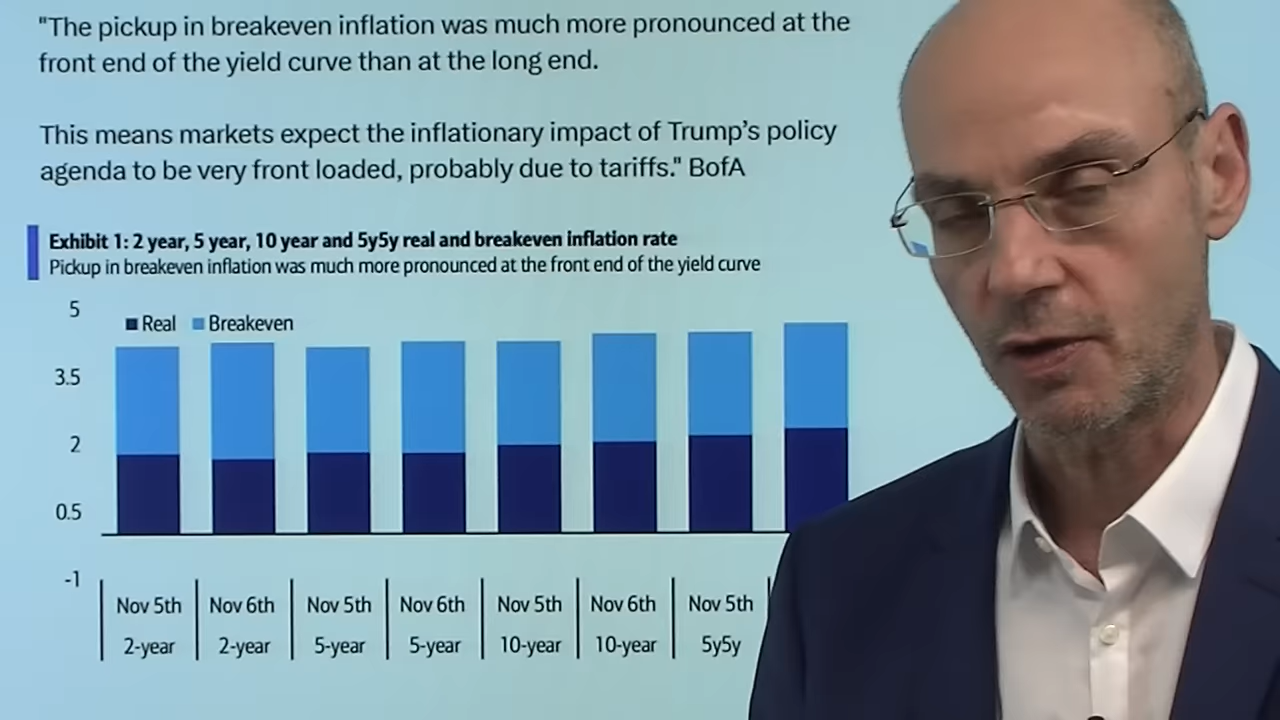 "The pickup in breakeven inflation was much more pronounced at the
front end of the yield curve than at the long end.
This means markets expect the inflationary impact of Trump's policy
agenda to be very front loaded, probably due to tariffs." BofA
Exhibit 1: 2 year, 5 year, 10 year and 5y5y real and breakeven inflation rate
Pickup in breakeven inflation was much more pronounced at the front end of the yield curve
5
Real Breakeven
3.5
2
0.5
-1
Nov 5th Nov 6th Nov 5th Nov 6th Nov 5th Nov 6th Nov 5th
2-year 2-year 5-year 5-year 10-year 10-year 5y5y